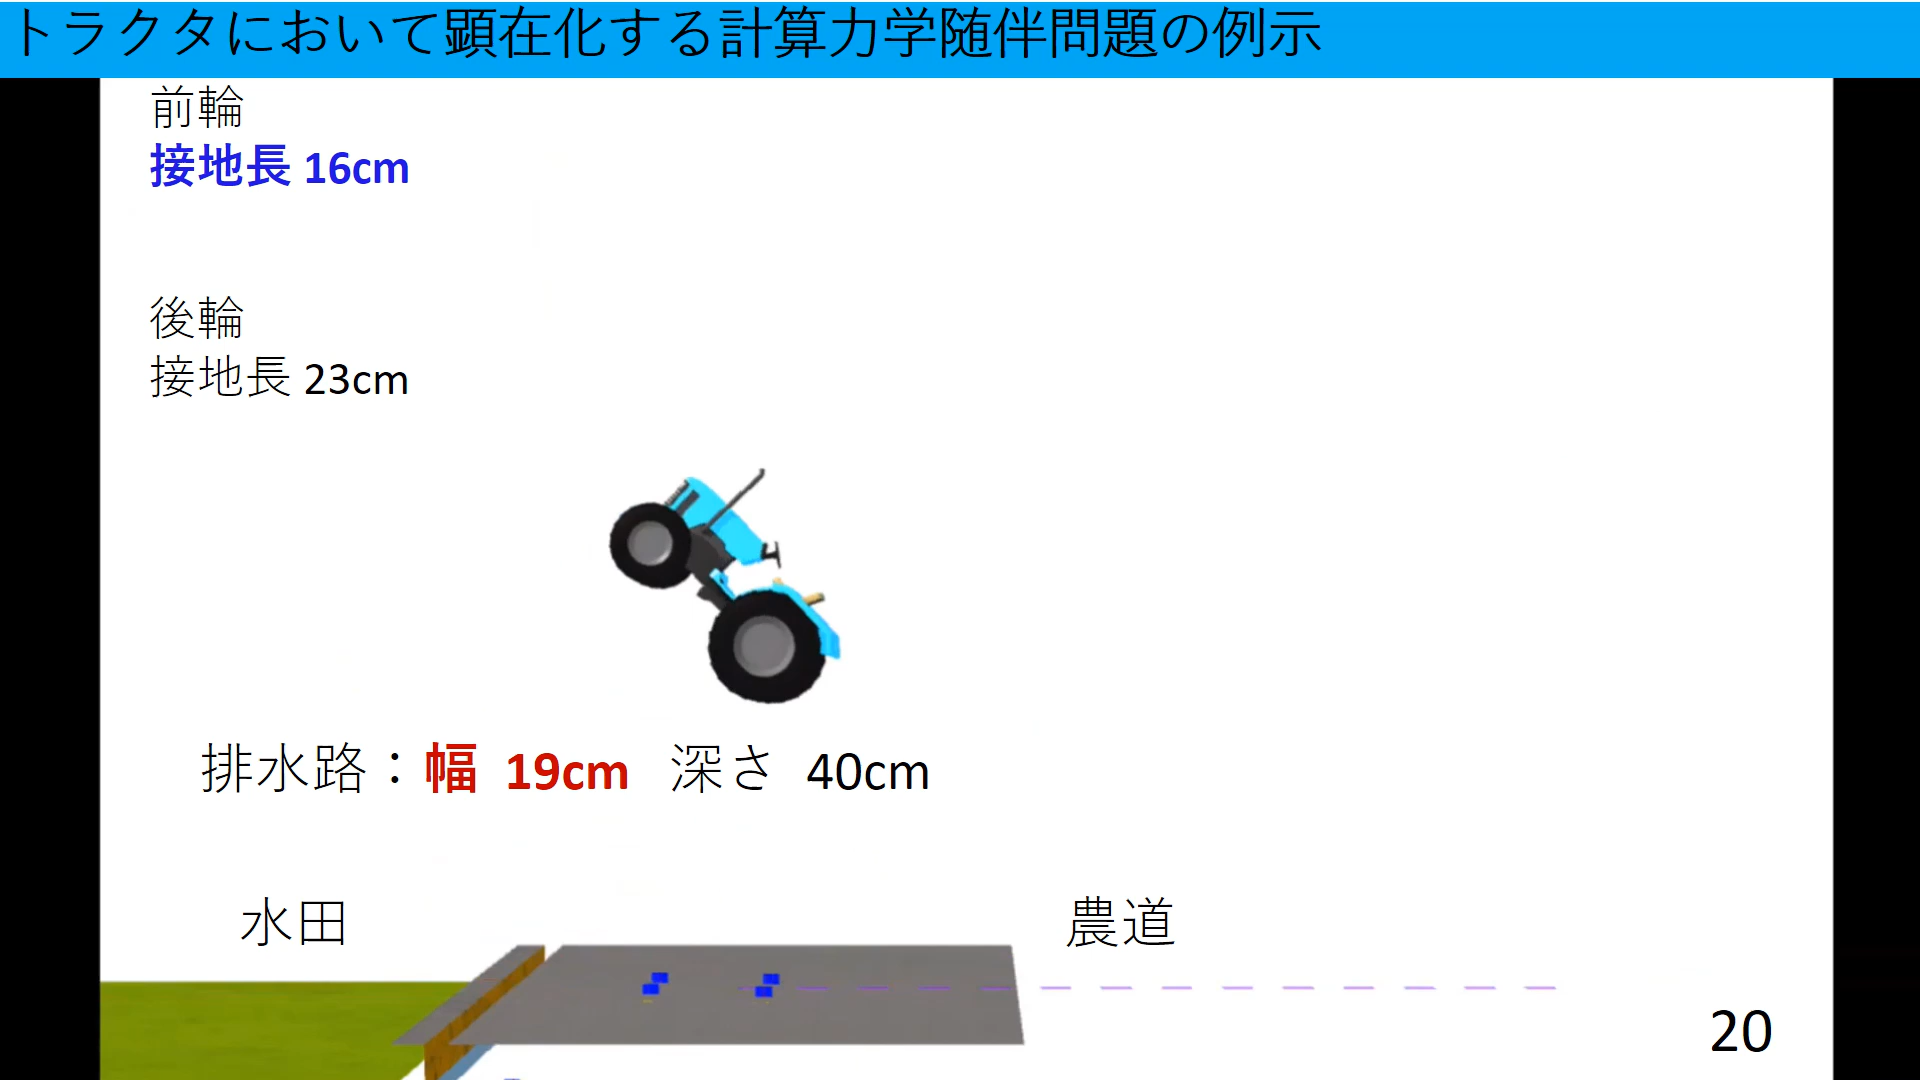 トラクタにおいて顕在化する計算力学随伴問題の例示
前輪
接地長 16cm
後輪
接地長 23cm
排水路：幅 19cm 深さ 40cm
水田
農道
20